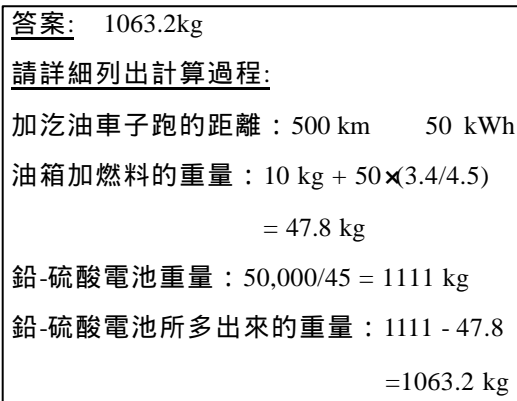 答案: 1063.2kg
請詳細列出計算過程:
加汔油車子跑的距離：500 km 50 kWh
油箱加燃料的重量：10 kg + 50×(3.4/4.5)
= 47.8 kg
鉛-硫酸電池重量：50,000/45 = 1111 kg
鉛-硫酸電池所多出來的重量：1111 - 47.8
=1063.2 kg